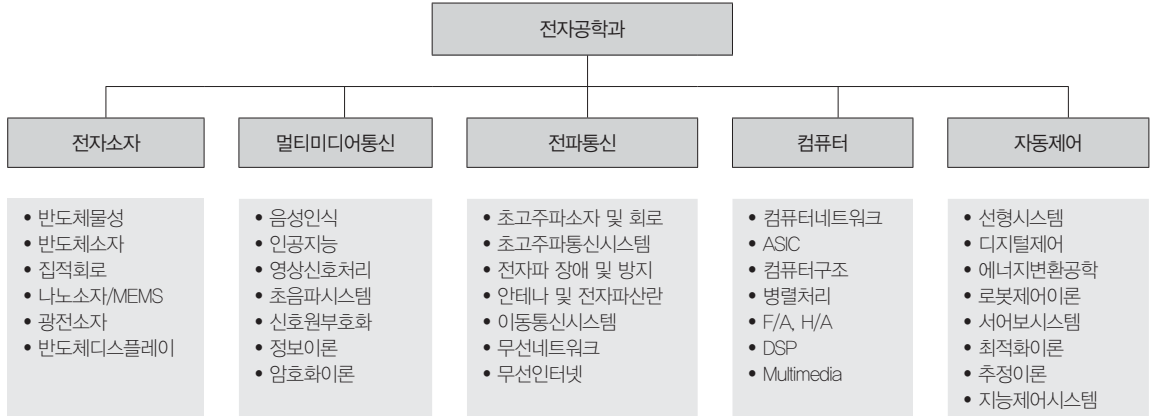 전자공학과
전자소자
• 반도체물성
• 반도체소자
• 집적회로
• 나노소자/MEMS
• 광전소자
• 반도체디스플레이
멀티미디어통신
• 음성인식
• 인공지능
• 영상신호처리
• 초음파시스템
• 신호원부호화
• 정보이론
• 암호화이론
전파통신
• 초고주파소자 및 회로
• 초고주파통신시스템
• 전자파 장애 및 방지
• 안테나 및 전자파산란
• 이동통신시스템
• 무선네트워크
• 무선인터넷
컴퓨터
• 컴퓨터네트워크
• ASIC
• 컴퓨터구조
• 병렬처리
• F/A, H/A
• DSP
• Multimedia
자동제어
• 선형시스템
• 디지털제어
• 에너지변환공학
• 로봇제어이론
• 서어보시스템
• 최적화이론
• 추정이론
• 지능제어시스템